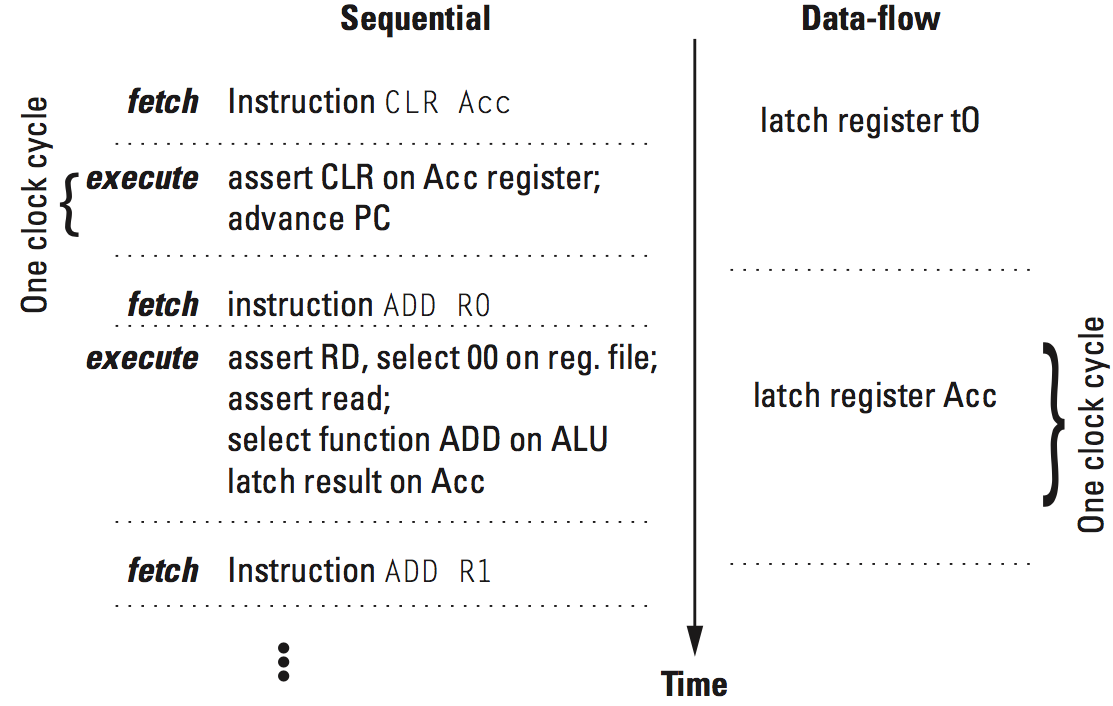 Sequential
Data-flow
One clock cycle
fetch Instruction CLR Acc
latch register t0
execute assert CLR on Acc register;
advance PC
fetch instruction ADD R0
execute assert RD, select 00 on reg. file;
assert read;
select function ADD on ALU
latch result on Acc
latch register Acc
One clock cycle
fetch Instruction ADD R1
Time